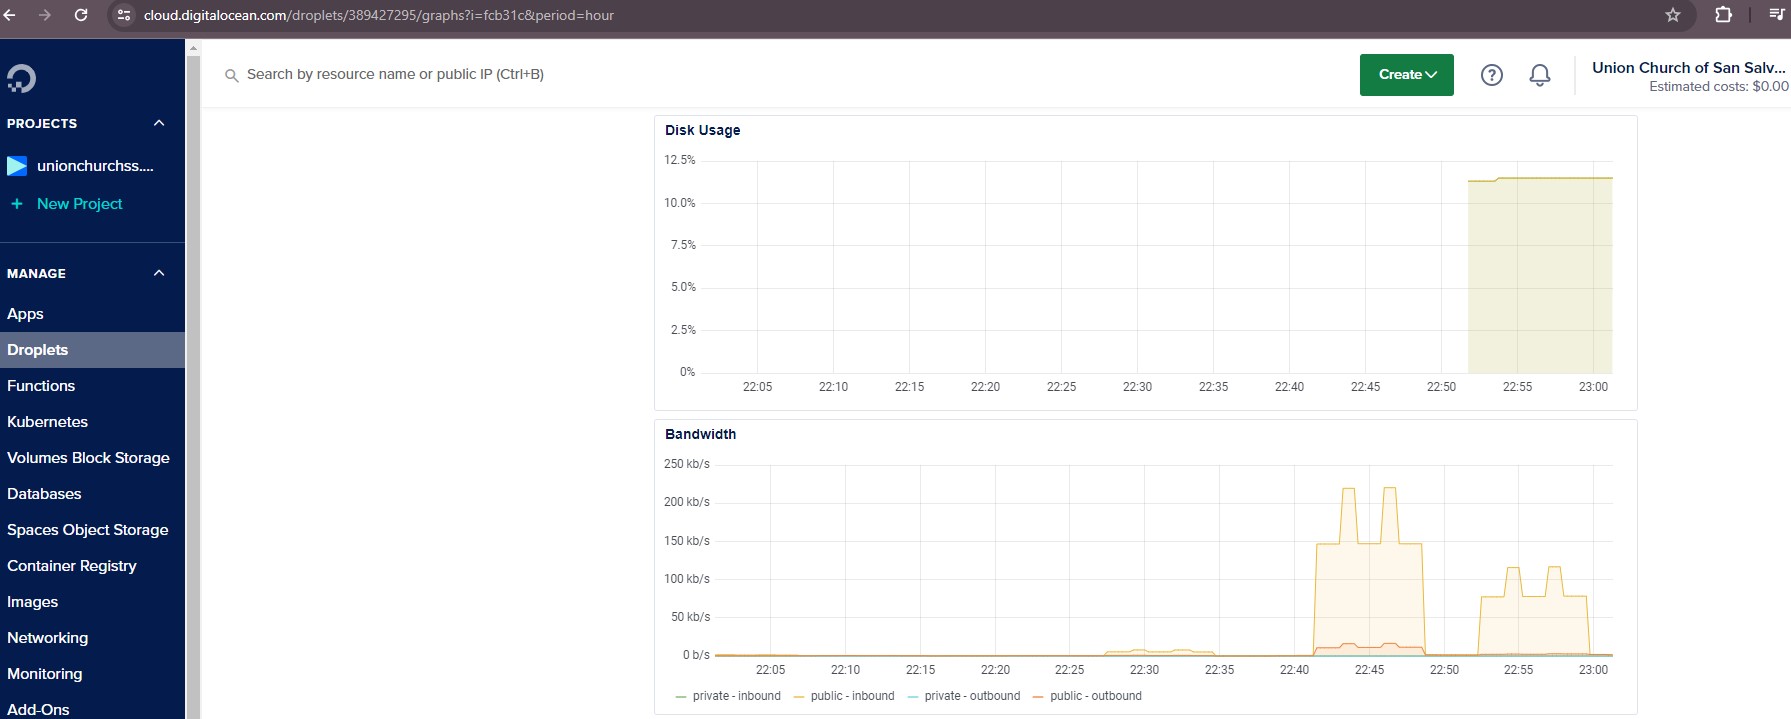 cloud.digitalocean.com/droplets/389427295/graphs?i=fcb31c&period=hour
Search by resource name or public IP (Ctrl+B)
Create
Union Church of San Salv...
Estimated costs: $0.00
PROJECTS
unionchurchss....
+ New Project
MANAGE
Apps
Droplets
Functions
Kubernetes
Volumes Block Storage
Databases
Spaces Object Storage
Container Registry
Images
Networking
Monitoring
Add-Ons
Disk Usage
12.5%
10.0%
7.5%
5.0%
2.5%
0%
22:05 22:10 22:15 22:20 22:25 22:30 22:35 22:40 22:45 22:50 22:55 23:00
Bandwidth
250 kb/s
200 kb/s
150 kb/s
100 kb/s
50 kb/s
0 b/s
22:05 22:10 22:15 22:20 22:25 22:30 22:35 22:40 22:45 22:50 22:55 23:00
private - inbound public - inbound private - outbound public - outbound